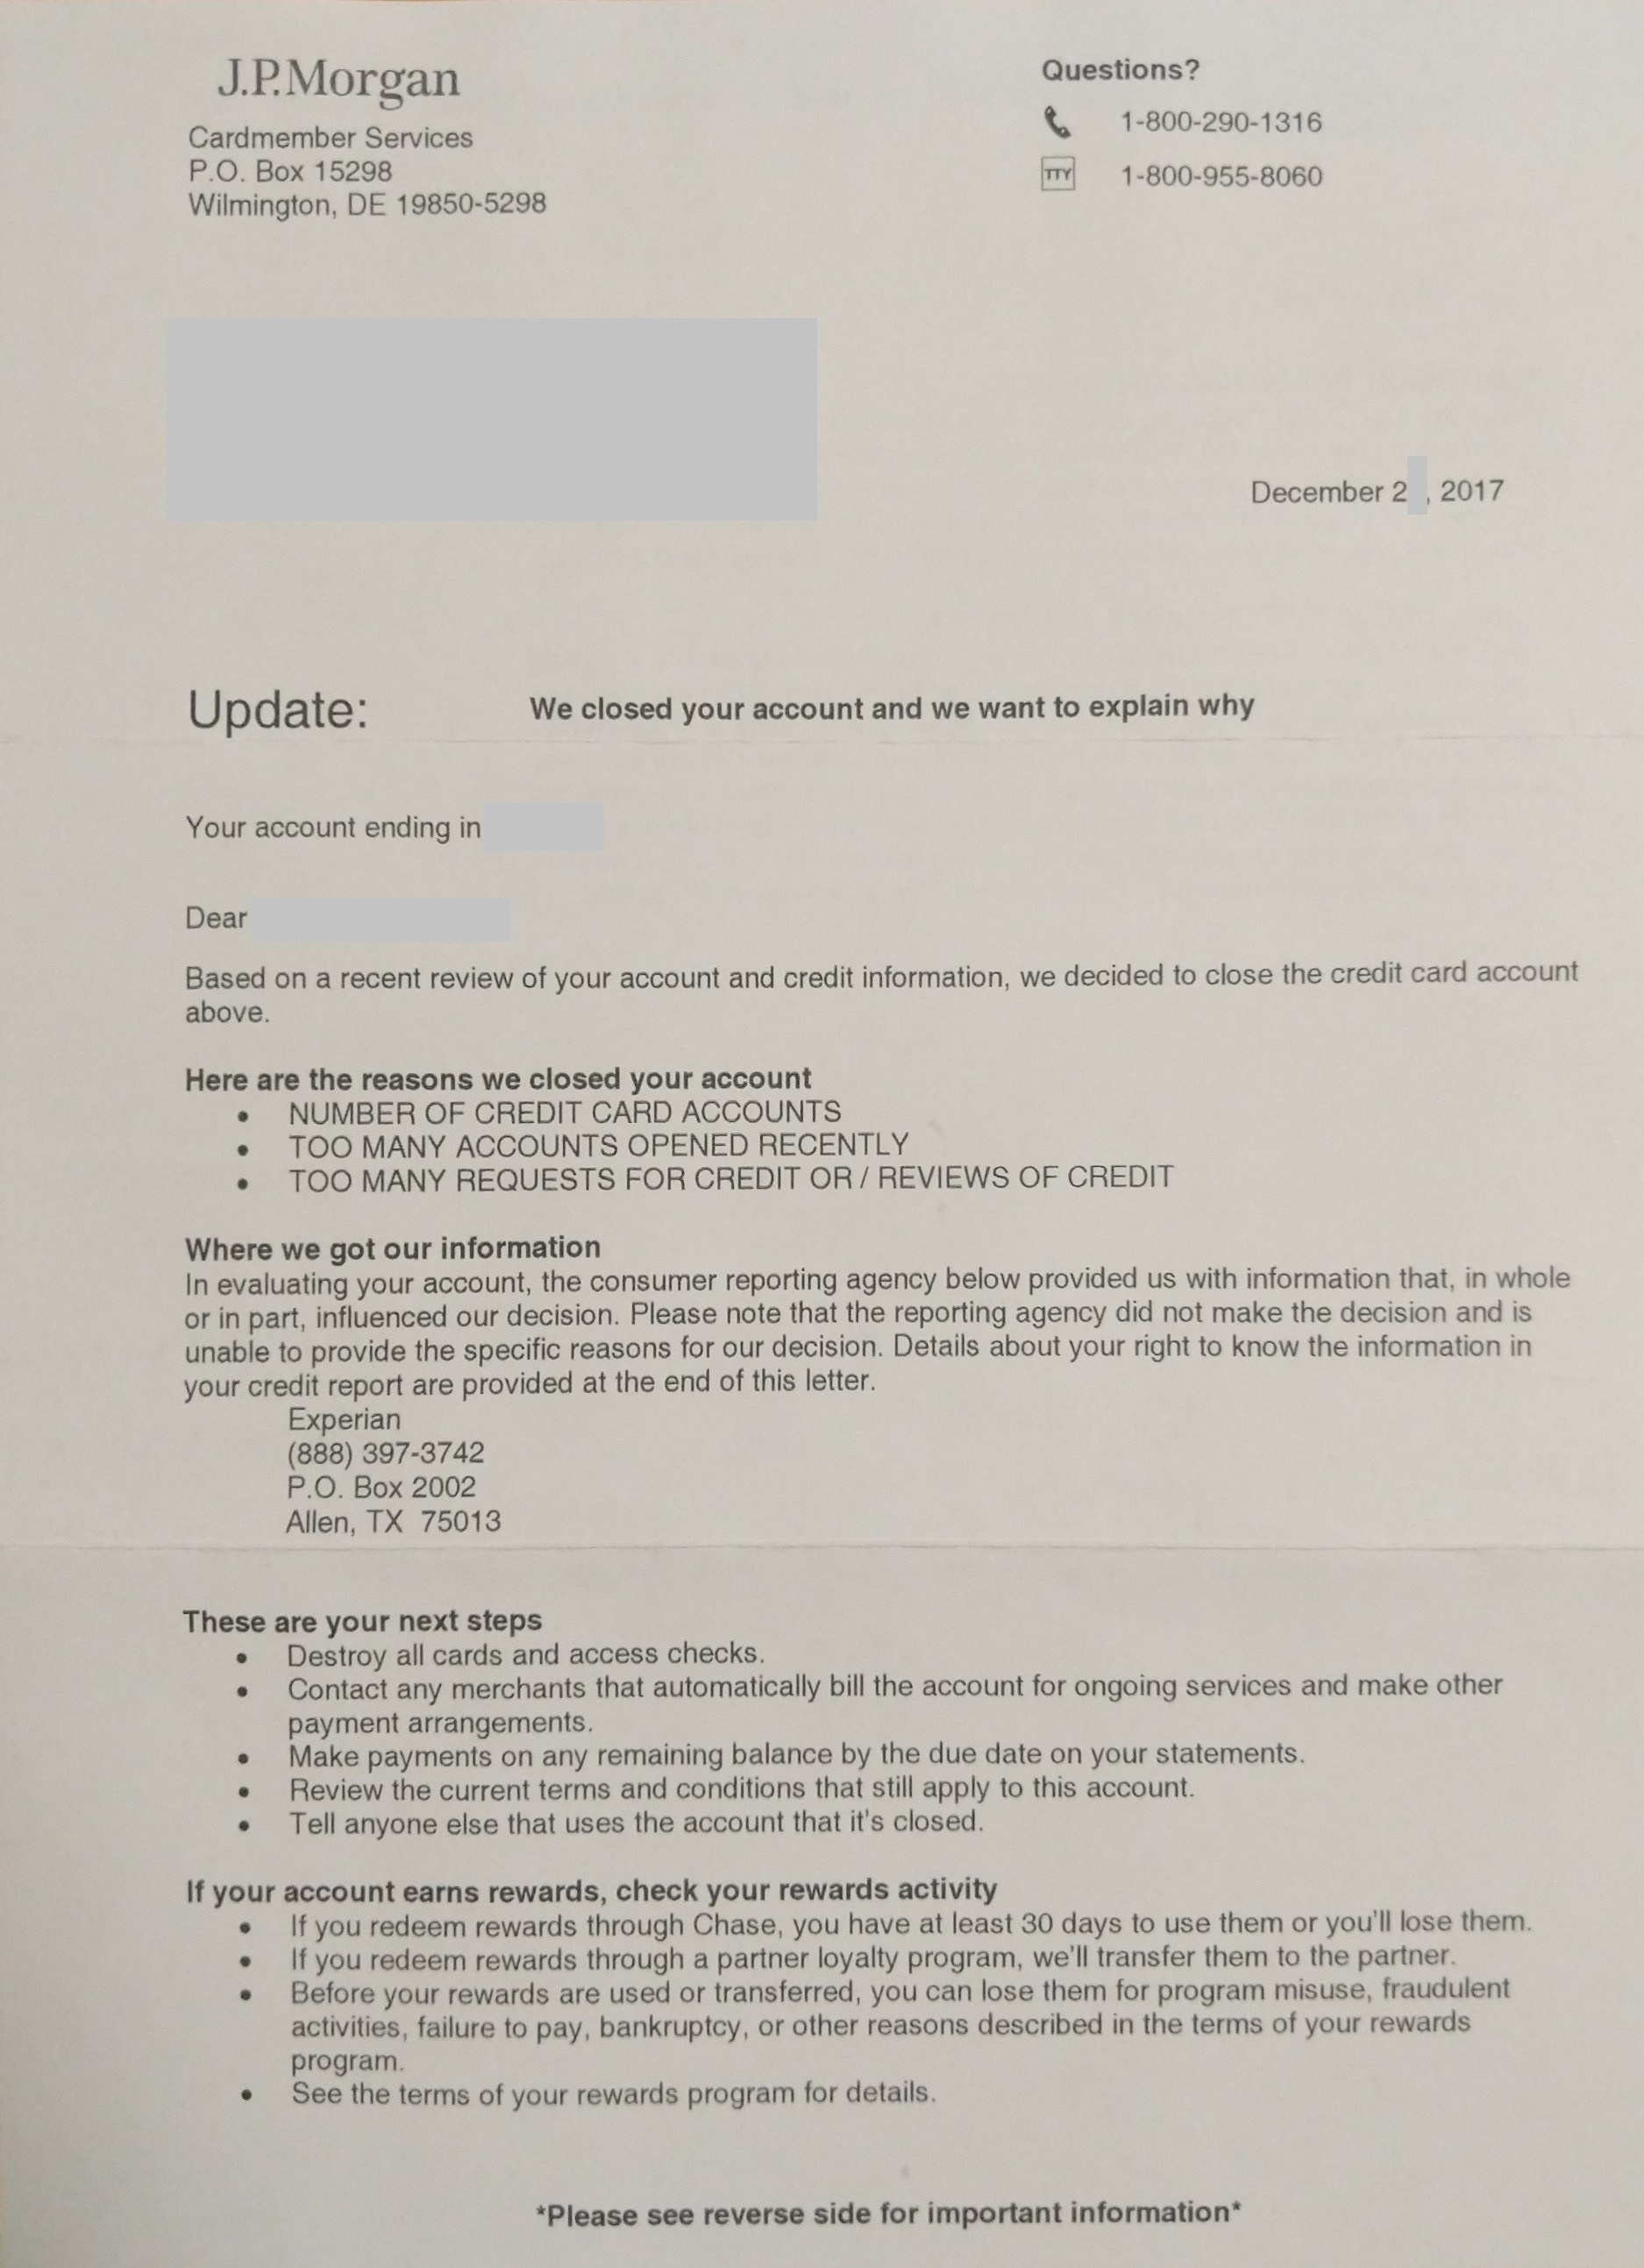 J.P.Morgan
Cardmember Services
P.O. Box 15298
Wilmington, DE 19850-5298
Questions?
1-800-290-1316
TTY 1-800-955-8060
December 2 , 2017
Update: We closed your account and we want to explain why
Your account ending in
Dear
Based on a recent review of your account and credit information, we decided to close the credit card account
above.
Here are the reasons we closed your account
• NUMBER OF CREDIT CARD ACCOUNTS
• TOO MANY ACCOUNTS OPENED RECENTLY
• TOO MANY REQUESTS FOR CREDIT OR / REVIEWS OF CREDIT
Where we got our information
In evaluating your account, the consumer reporting agency below provided us with information that, in whole
or in part, influenced our decision. Please note that the reporting agency did not make the decision and is
unable to provide the specific reasons for our decision. Details about your right to know the information in
your credit report are provided at the end of this letter.
Experian
(888) 397-3742
P.O. Box 2002
Allen, TX 75013
These are your next steps
• Destroy all cards and access checks.
• Contact any merchants that automatically bill the account for ongoing services and make other
payment arrangements.
• Make payments on any remaining balance by the due date on your statements.
• Review the current terms and conditions that still apply to this account.
• Tell anyone else that uses the account that it's closed.
If your account earns rewards, check your rewards activity
• If you redeem rewards through Chase, you have at least 30 days to use them or you'll lose them.
• If you redeem rewards through a partner loyalty program, we'll transfer them to the partner.
• Before your rewards are used or transferred, you can lose them for program misuse, fraudulent
activities, failure to pay, bankruptcy, or other reasons described in the terms of your rewards
program.
• See the terms of your rewards program for details.
*Please see reverse side for important information*